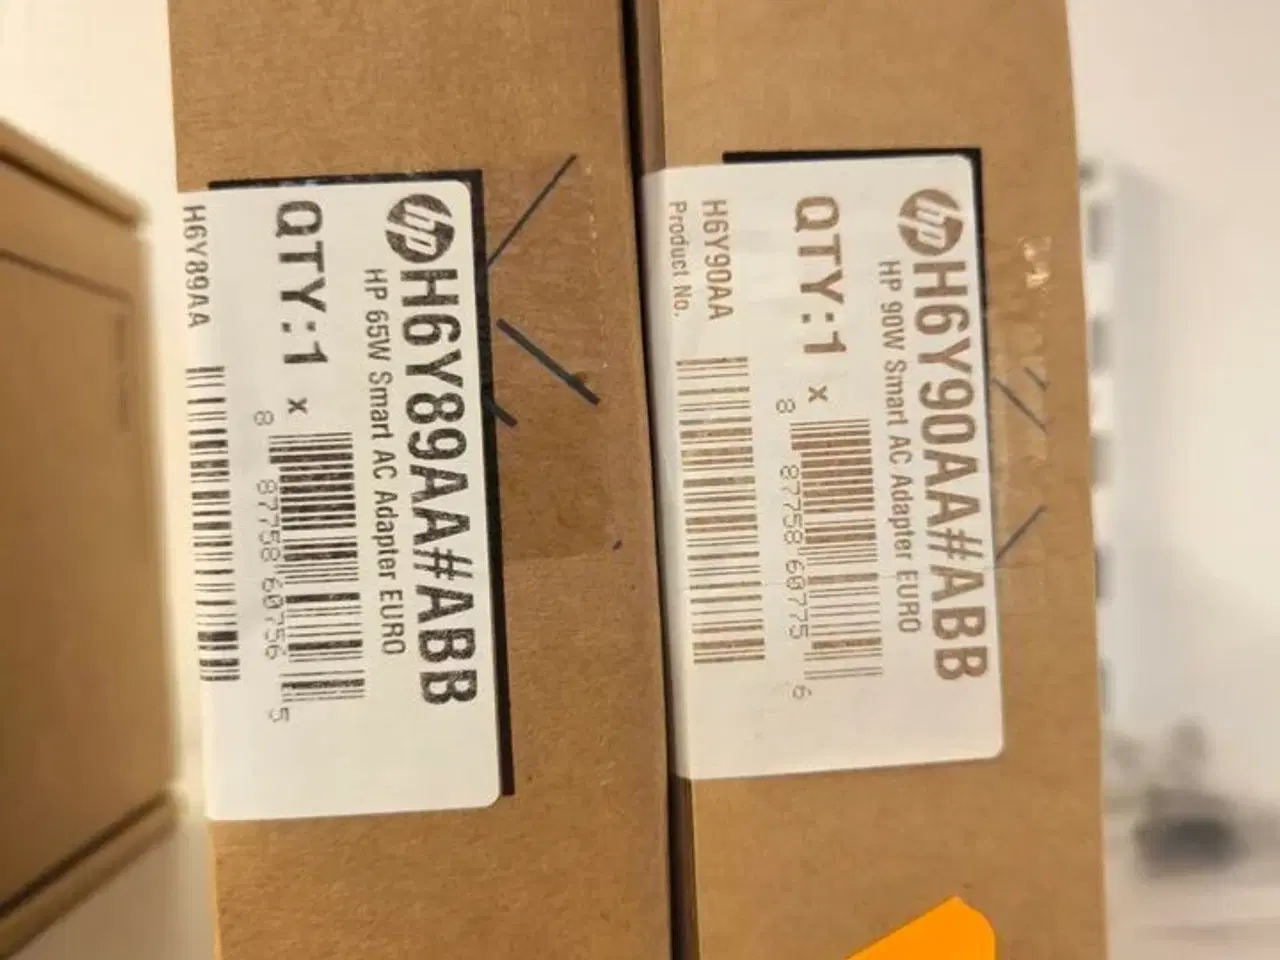 hp H6Y89AA#ABB
HP 65W Smart AC Adapter EURO
QTY:1 x
8 87758 60756 5
H6Y89AA
hp H6Y90AA#ABB
HP 90W Smart AC Adapter EURO
QTY:1 x
8 87758 60775 6
H6Y90AA
Product No.